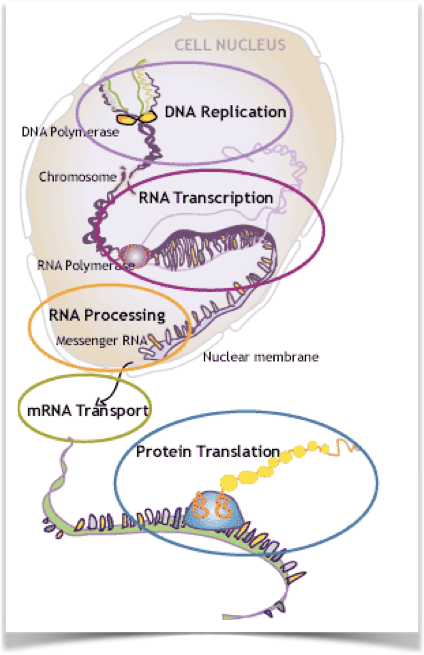 CELL NUCLEUS
DNA Replication
DNA Polymerase
Chromosome
RNA Transcription
RNA Polymerase
RNA Processing
Messenger RNA
Nuclear membrane
mRNA Transport
Protein Translation